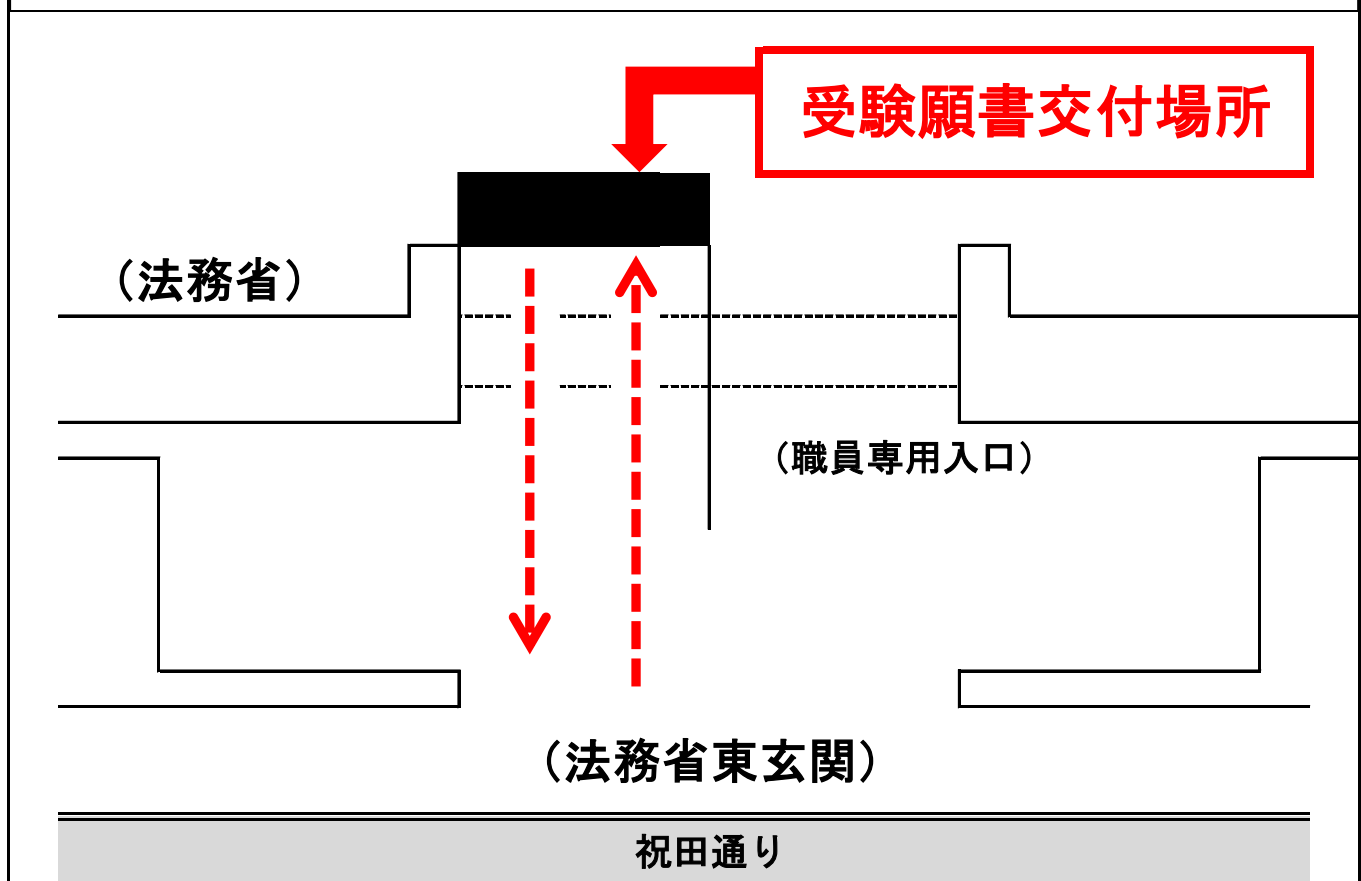 受験願書交付場所
（法務省）
（職員専用入口）
（法務省東玄関）
祝田通り